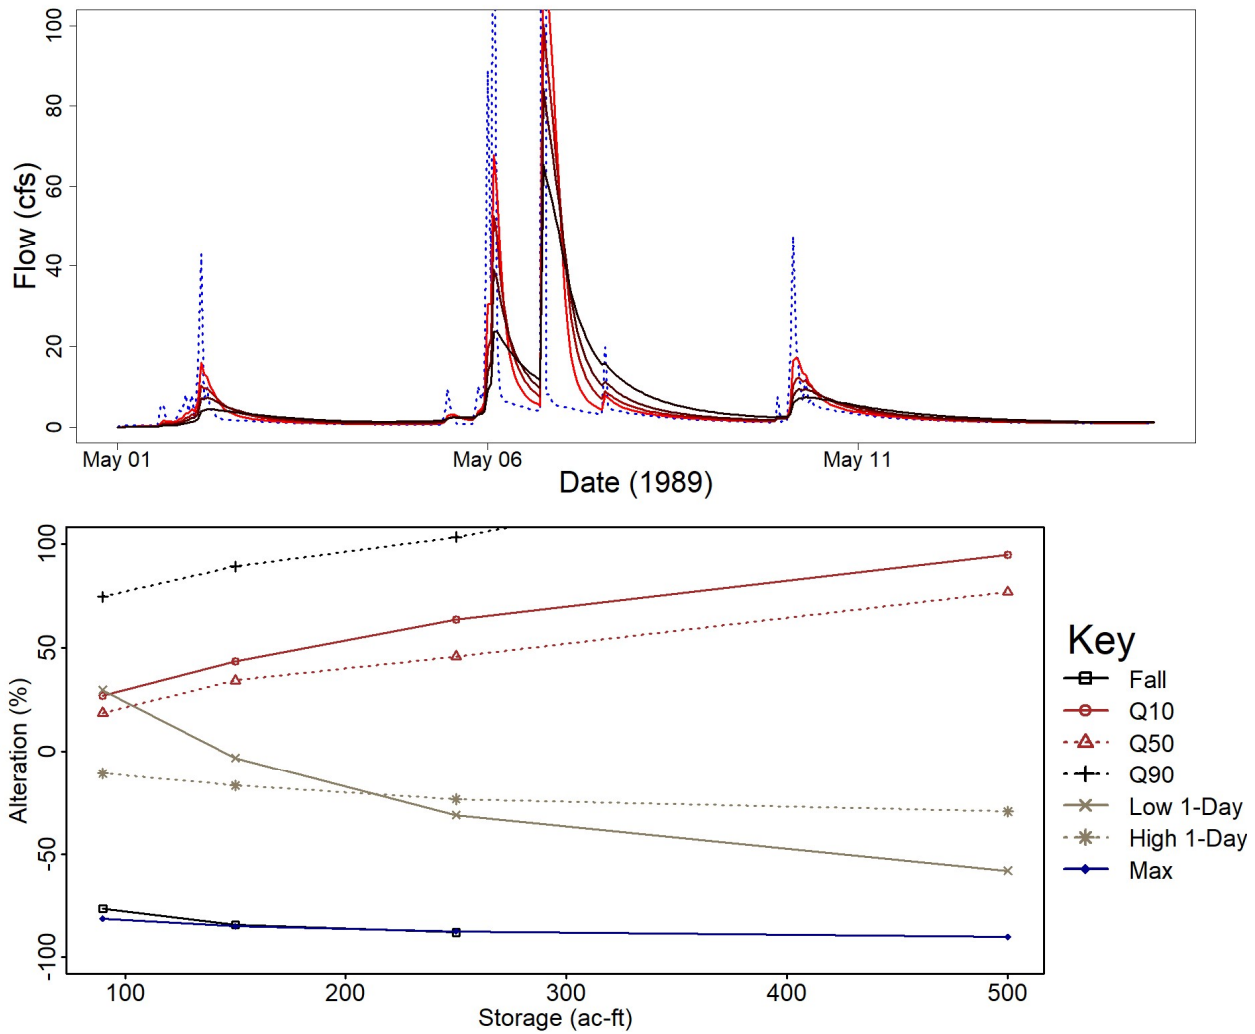 100
80
60
40
20
0
Flow (cfs)
May 01 May 06 May 11
Date (1989)
100
50
0
-50
-100
Alteration (%)
100 200 300 400 500
Storage (ac-ft)
Key
Fall
Q10
Q50
Q90
Low 1-Day
High 1-Day
Max